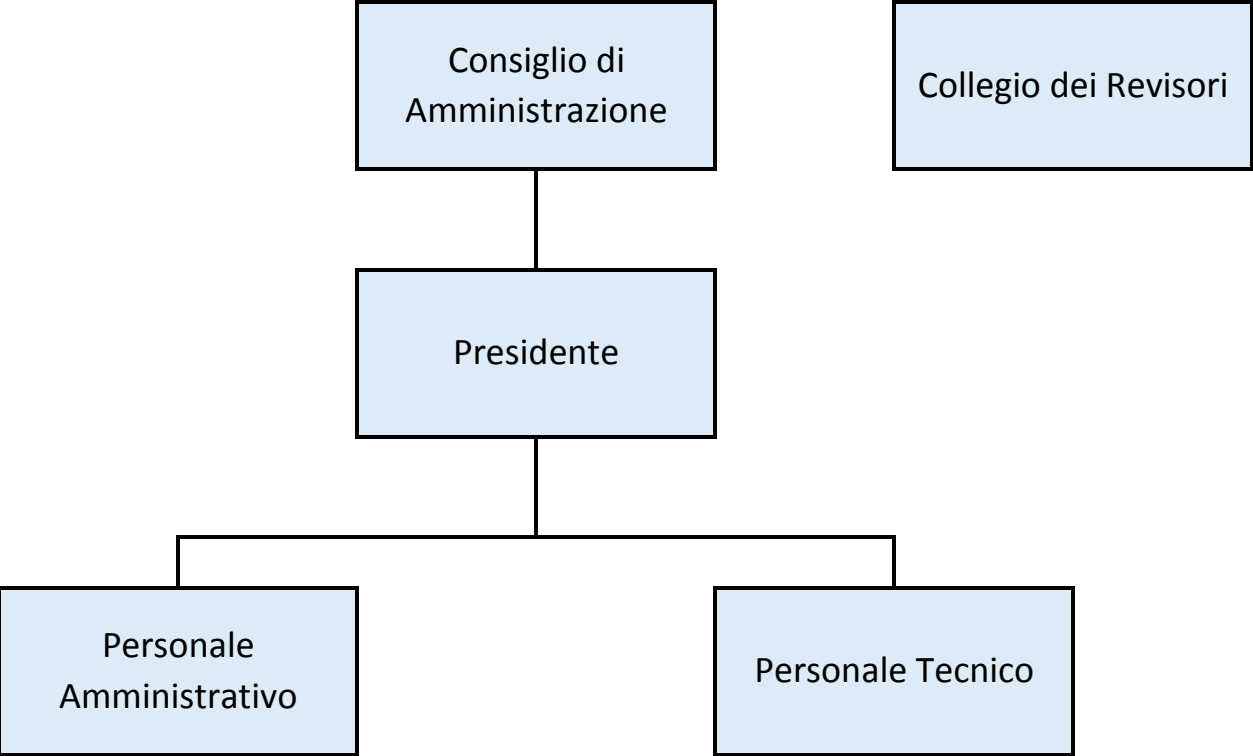 Consiglio di
Amministrazione
Collegio dei Revisori
Presidente
Personale
Amministrativo
Personale Tecnico